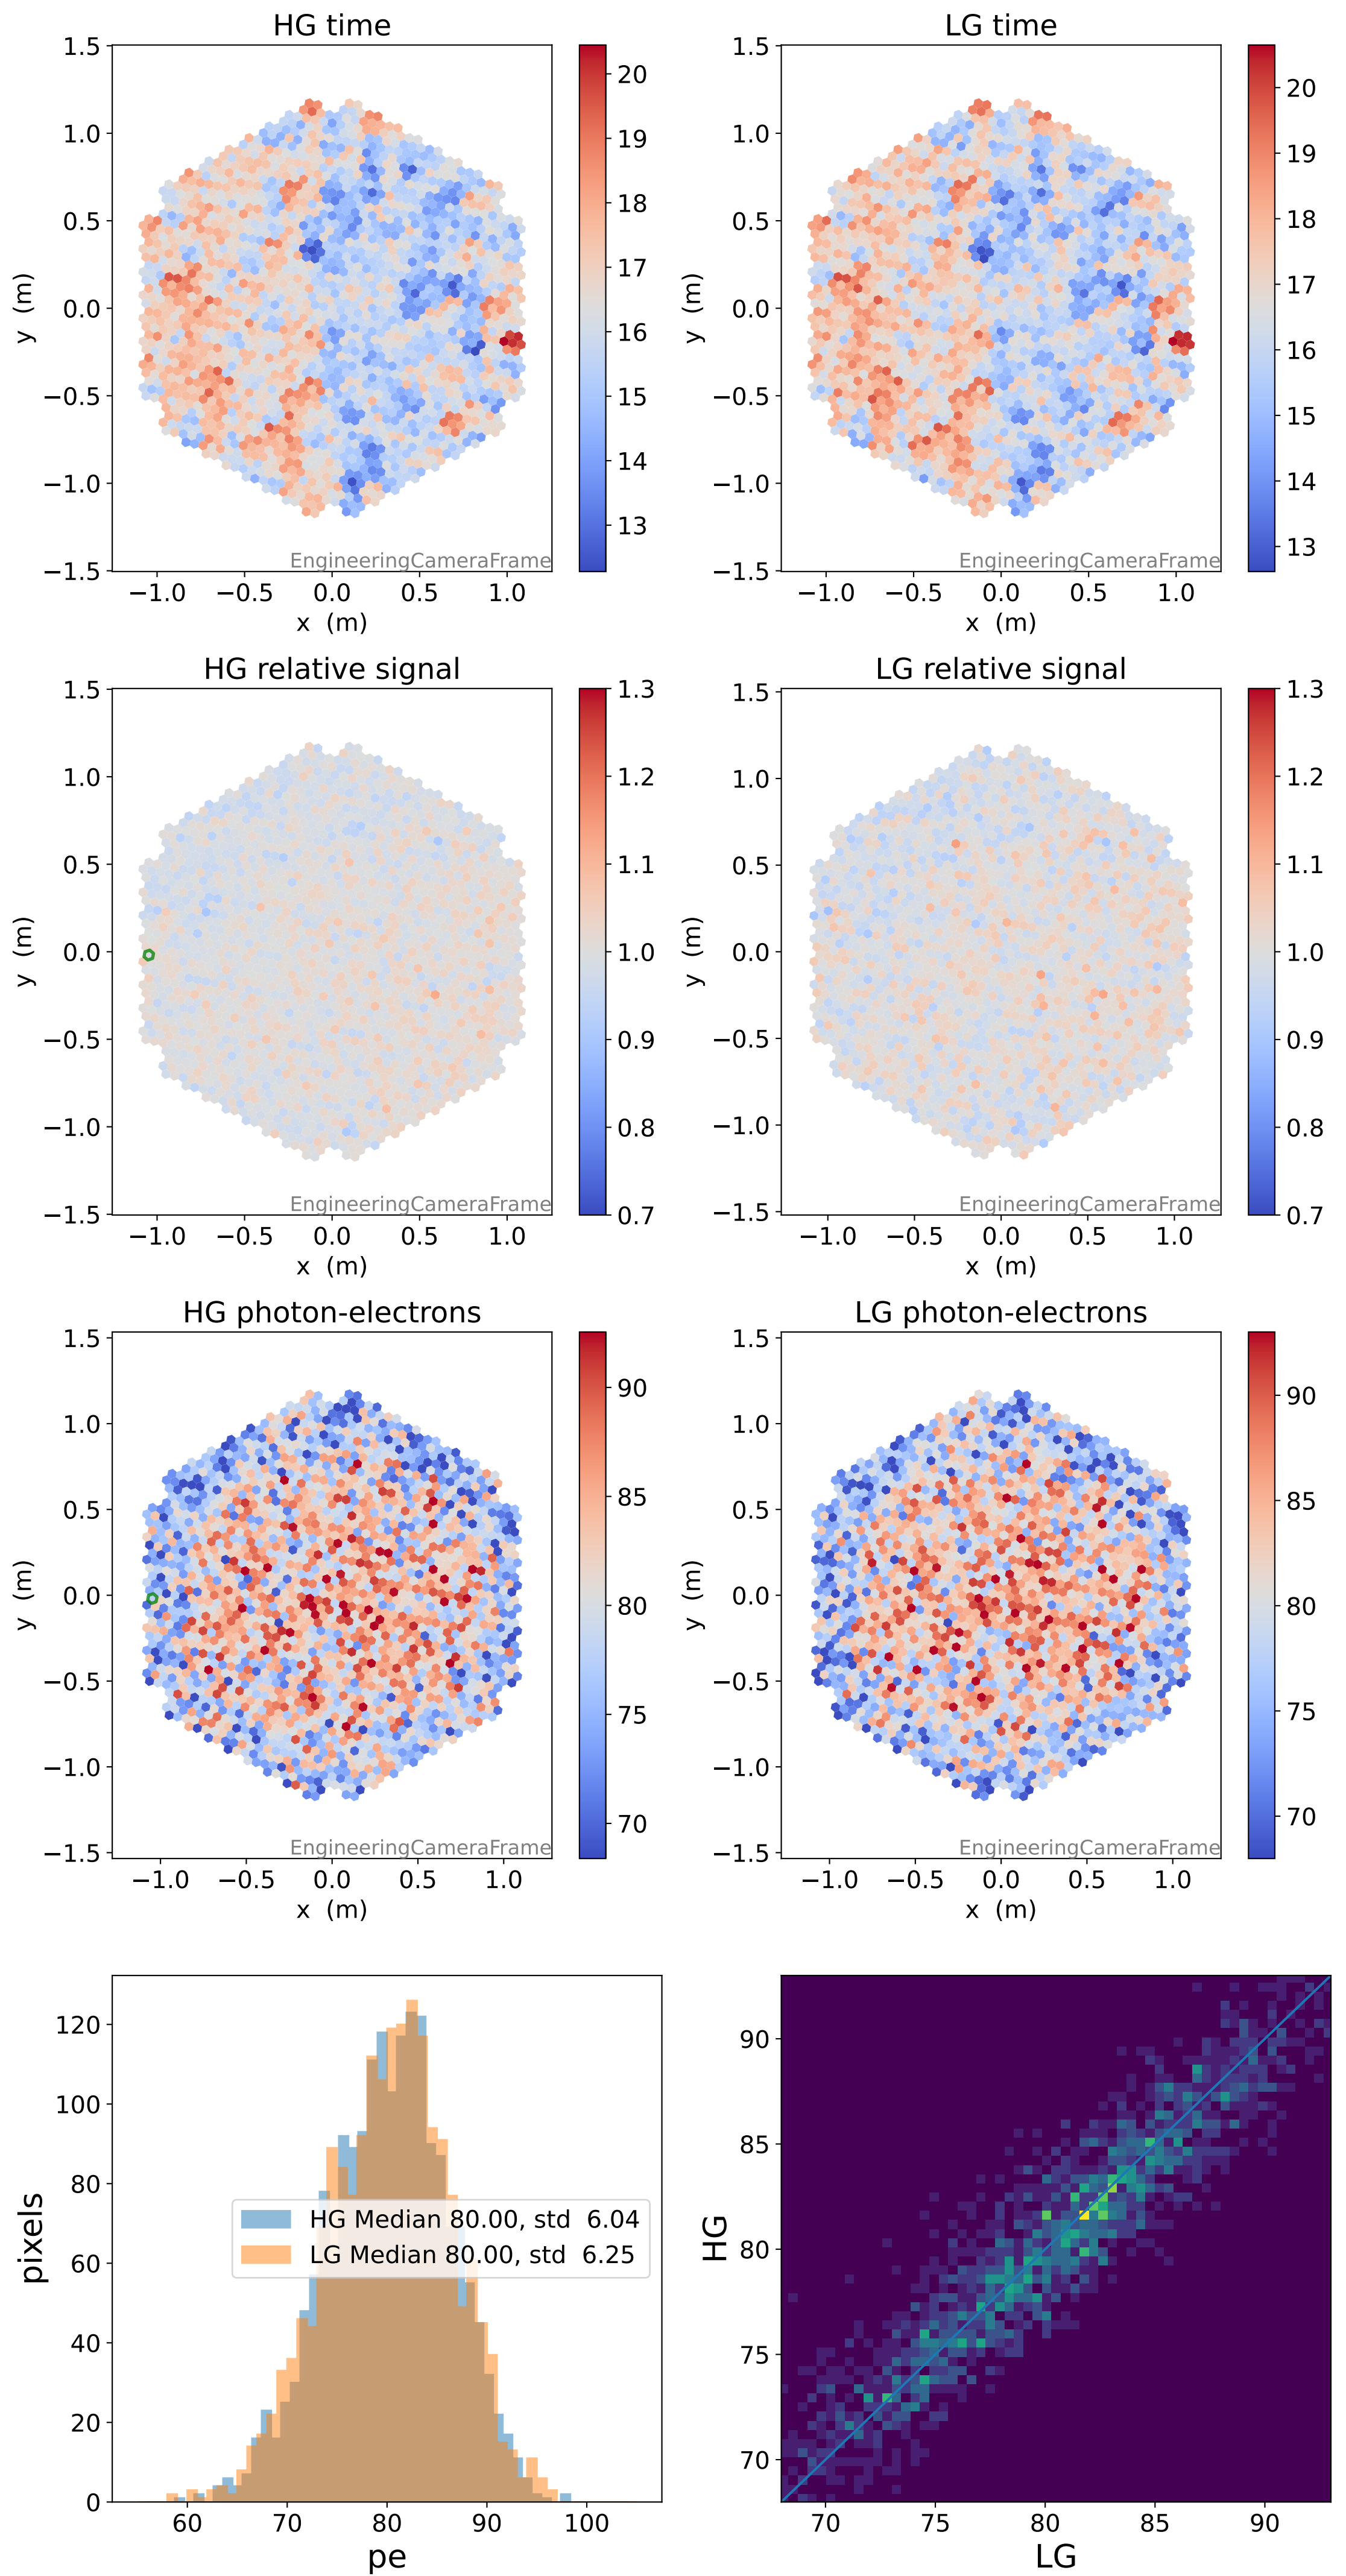 HG time
LG time
1.5
1.0
0.5
0.0
−0.5
−1.0
−1.5
y (m)
−1.0 −0.5 0.0 0.5 1.0
x (m)
EngineeringCameraFrame
20
19
18
17
16
15
14
13
1.5
1.0
0.5
0.0
−0.5
−1.0
−1.5
y (m)
−1.0 −0.5 0.0 0.5 1.0
x (m)
EngineeringCameraFrame
20
19
18
17
16
15
14
13
HG relative signal
LG relative signal
1.5
1.0
0.5
0.0
−0.5
−1.0
−1.5
y (m)
−1.0 −0.5 0.0 0.5 1.0
x (m)
EngineeringCameraFrame
1.3
1.2
1.1
1.0
0.9
0.8
0.7
1.5
1.0
0.5
0.0
−0.5
−1.0
−1.5
y (m)
−1.0 −0.5 0.0 0.5 1.0
x (m)
EngineeringCameraFrame
1.3
1.2
1.1
1.0
0.9
0.8
0.7
HG photon-electrons
LG photon-electrons
1.5
1.0
0.5
0.0
−0.5
−1.0
−1.5
y (m)
−1.0 −0.5 0.0 0.5 1.0
x (m)
EngineeringCameraFrame
90
85
80
75
70
1.5
1.0
0.5
0.0
−0.5
−1.0
−1.5
y (m)
−1.0 −0.5 0.0 0.5 1.0
x (m)
EngineeringCameraFrame
90
85
80
75
70
120
100
80
60
40
20
0
pixels
HG Median 80.00, std 6.04
LG Median 80.00, std 6.25
60 70 80 90 100
pe
90
85
80
75
70
HG
70 75 80 85 90
LG